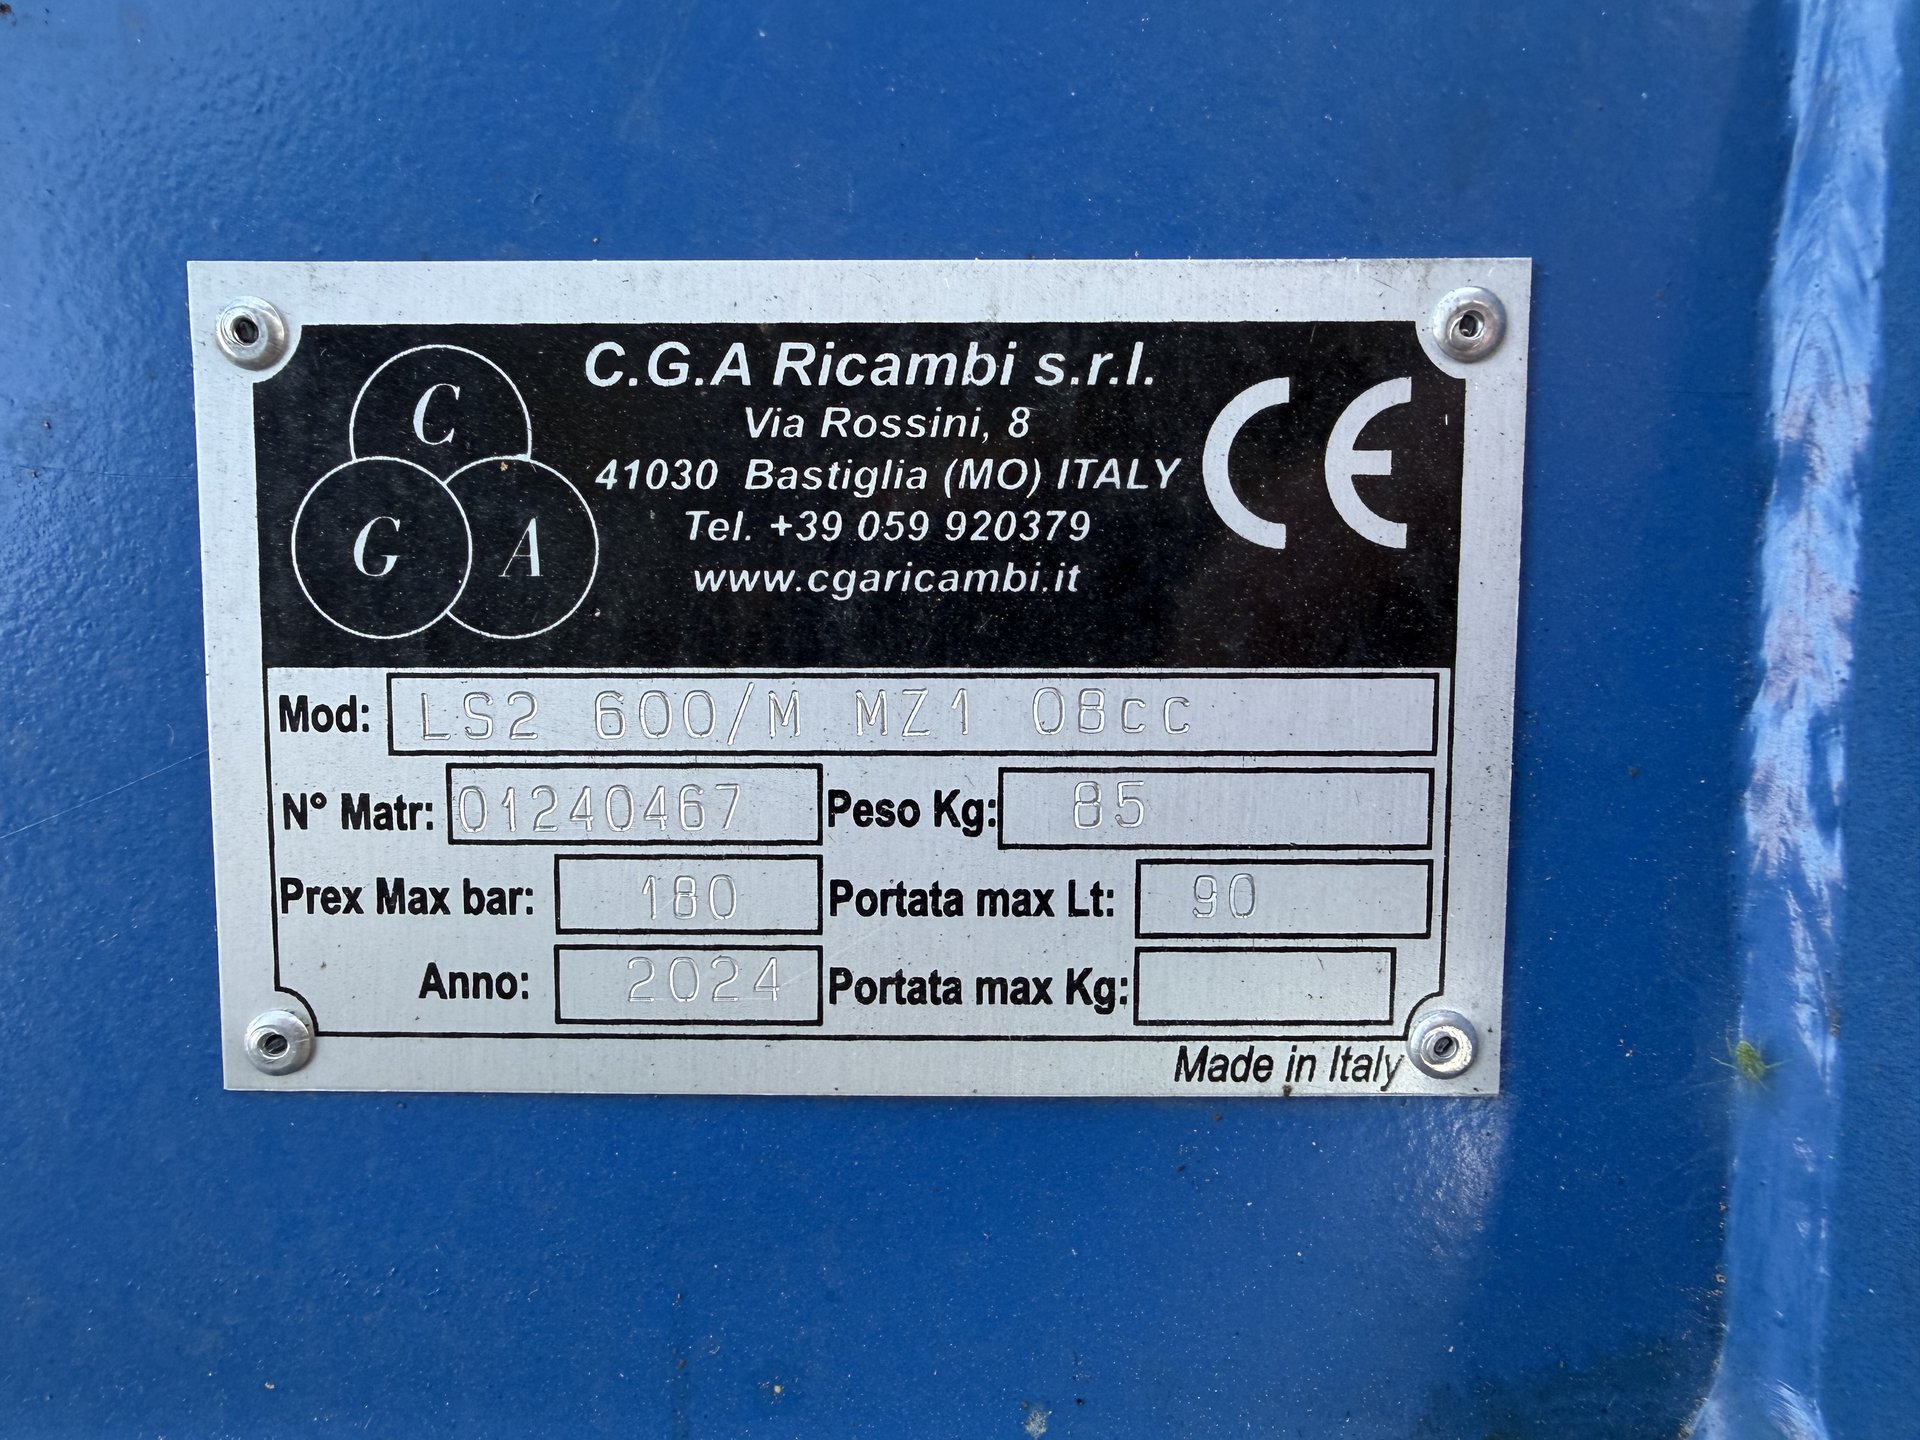 C
G A
C.G.A Ricambi s.r.l.
Via Rossini, 8
41030 Bastiglia (MO) ITALY
Tel. +39 059 920379
www.cgaricambi.it
CE
Mod: LS2 600/M MZ1 08cc
N° Matr: 01240467 Peso Kg: 85
Prex Max bar: 180 Portata max Lt: 90
Anno: 2024 Portata max Kg:
Made in Italy